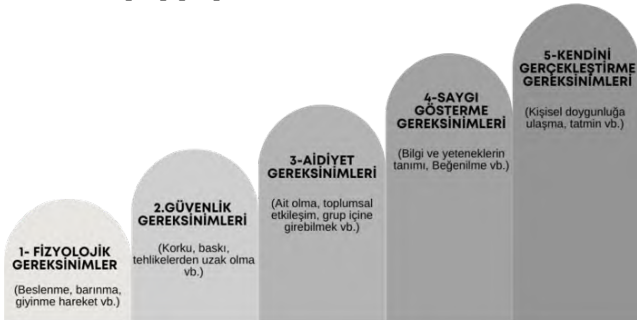 1- FİZYOLOJİK
GEREKSİNİMLER
(Beslenme, barınma,
giyinme hareket vb.)
2.GÜVENLİK
GEREKSİNİMLERİ
(Korku, baskı,
tehlikelerden uzak olma
vb.)
3-AİDİYET
GEREKSİNİMLERİ
(Ait olma, toplumsal
etkileşim, grup içine
girebilmek vb.)
4-SAYGI
GÖSTERME
GEREKSİNİMLERİ
(Bilgi ve yeteneklerin
tanımı, Beğenilme vb.)
5-KENDİNİ
GERÇEKLEŞTİRME
GEREKSİNİMLERİ
(Kişisel doygunluğa
ulaşma, tatmin vb.)